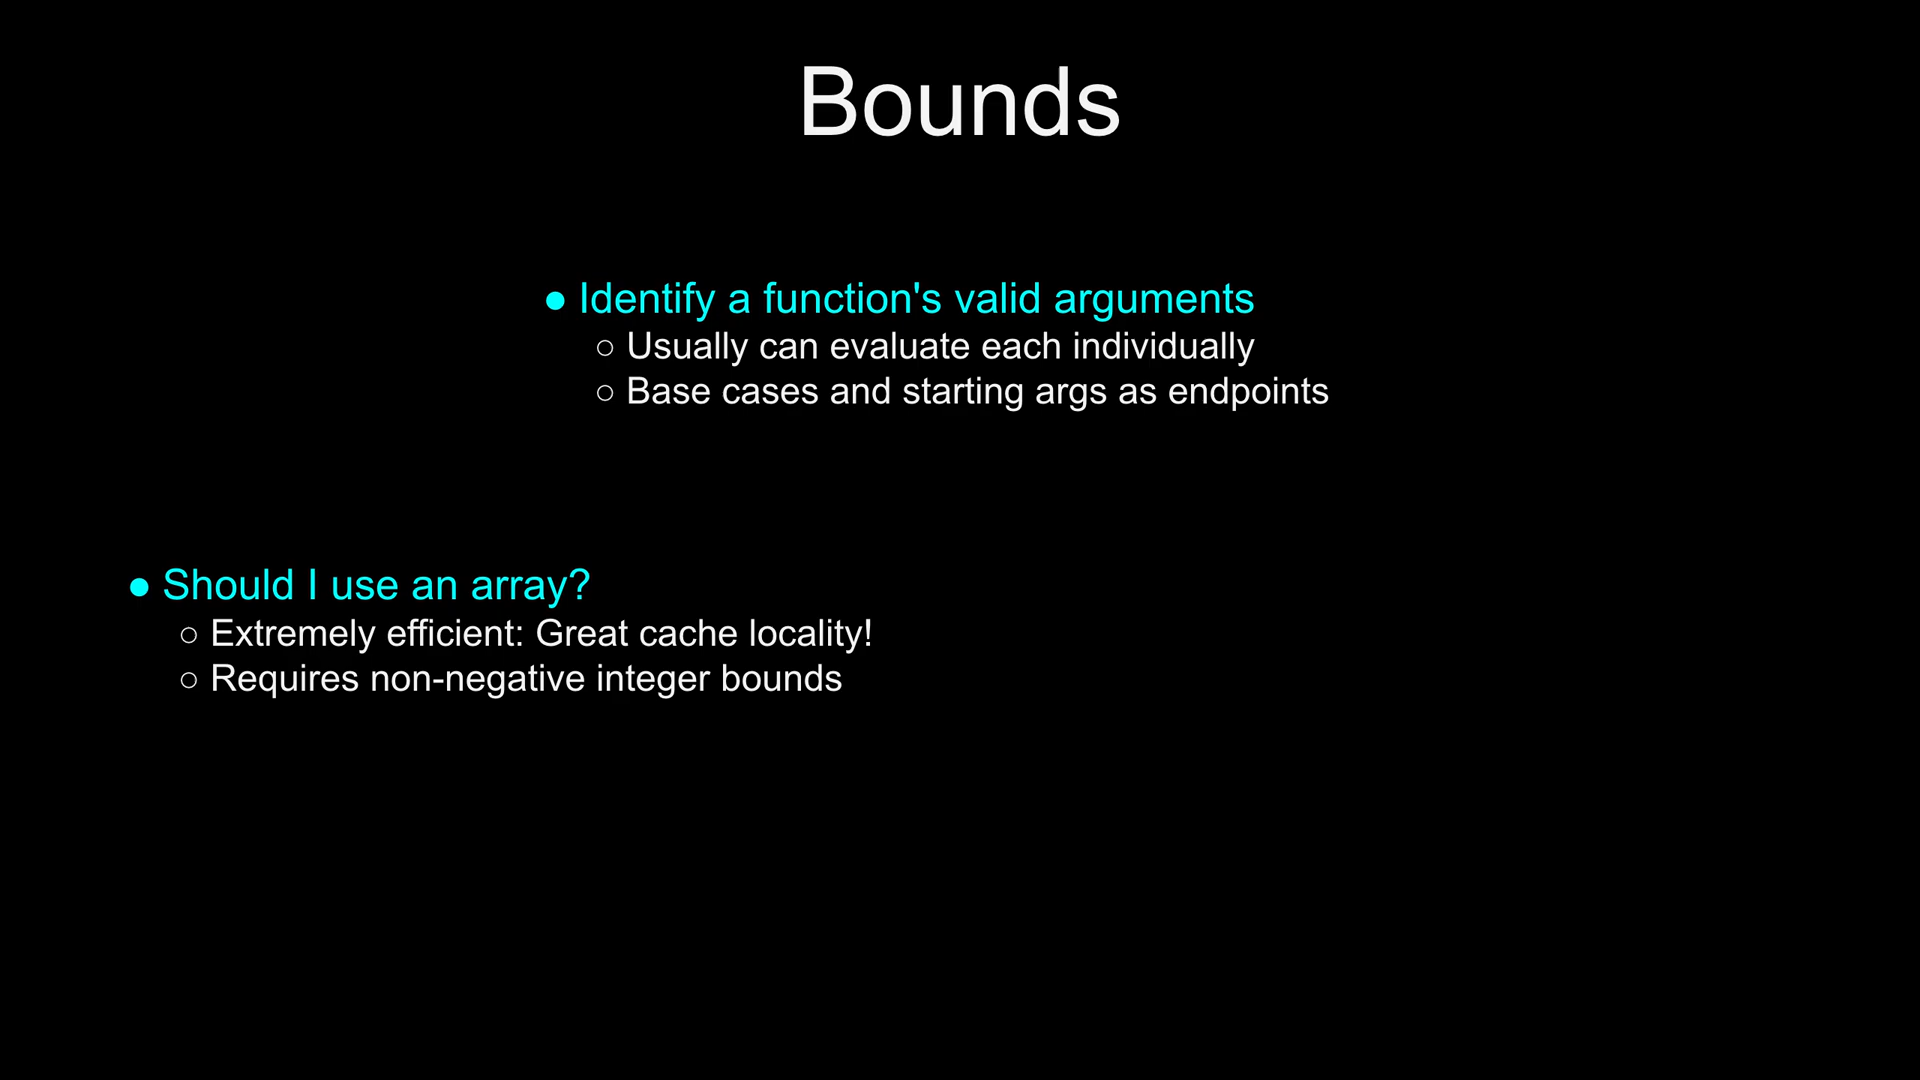 Bounds
● Identify a function's valid arguments
○ Usually can evaluate each individually
○ Base cases and starting args as endpoints
● Should I use an array?
○ Extremely efficient: Great cache locality!
○ Requires non-negative integer bounds